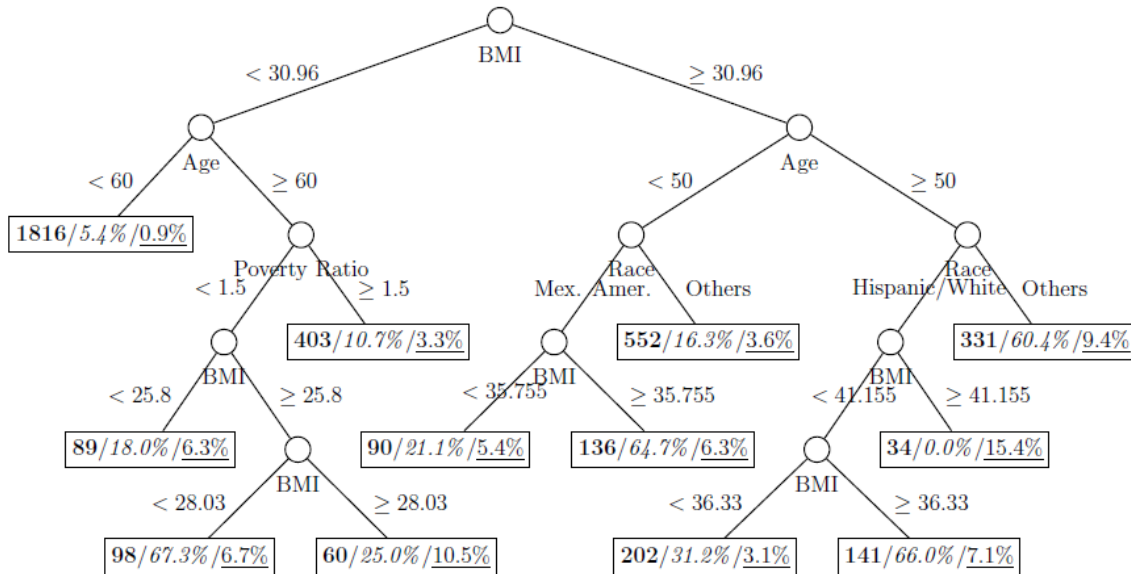 BMI
< 30.96 ≥ 30.96
Age Age
< 60 ≥ 60 < 50 ≥ 50
1816/5.4%/0.9%
Poverty Ratio Race Race
< 1.5 ≥ 1.5 Mex. Amer. Others Hispanic/White Others
403/10.7%/3.3% 552/16.3%/3.6% 331/60.4%/9.4%
BMI BMI BMI
< 25.8 ≥ 25.8 < 35.755 ≥ 35.755 < 41.155 ≥ 41.155
89/18.0%/6.3% 90/21.1%/5.4% 136/64.7%/6.3% 34/0.0%/15.4%
BMI BMI
< 28.03 ≥ 28.03 < 36.33 ≥ 36.33
98/67.3%/6.7% 60/25.0%/10.5% 202/31.2%/3.1% 141/66.0%/7.1%